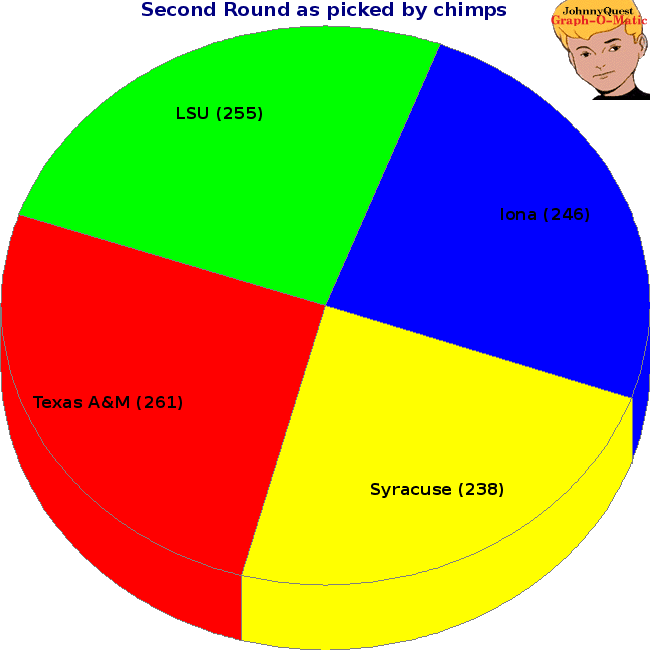 Second Round as picked by chimps
JohnnyQuest
Graph-O-Matic
LSU (255)
Iona (246)
Texas A&M (261)
Syracuse (238)